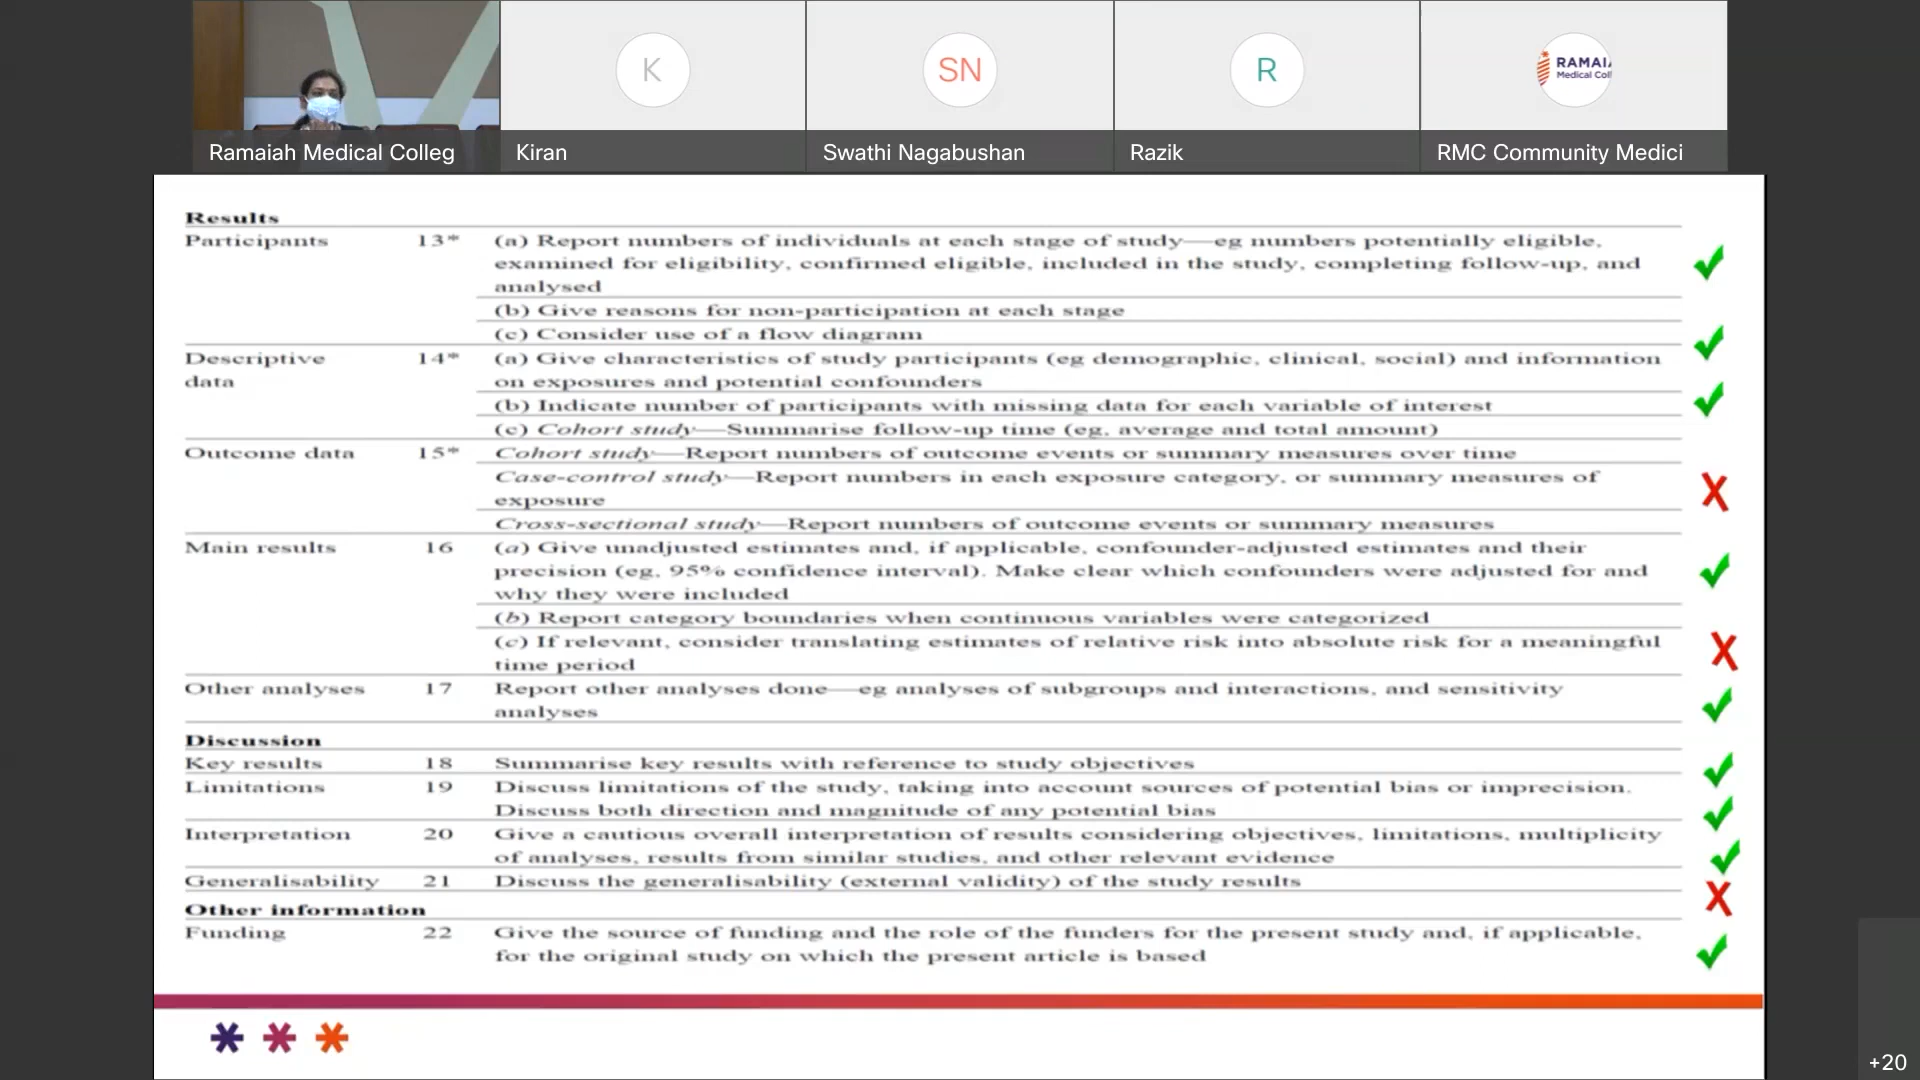 K
SN
R
RAMAI
Medical Coll
Ramaiah Medical Colleg
Kiran
Swathi Nagabushan
Razik
RMC Community Medici
Results
Participants 13* (a) Report numbers of individuals at each stage of study—eg numbers potentially eligible,
examined for eligibility, confirmed eligible, included in the study, completing follow-up, and
analysed
(b) Give reasons for non-participation at each stage
(c) Consider use of a flow diagram
Descriptive 14* (a) Give characteristics of study participants (eg demographic, clinical, social) and information
data on exposures and potential confounders
(b) Indicate number of participants with missing data for each variable of interest
(c) Cohort study—Summarise follow-up time (eg, average and total amount)
Outcome data 15* Cohort study—Report numbers of outcome events or summary measures over time
Case-control study—Report numbers in each exposure category, or summary measures of
exposure
Cross-sectional study—Report numbers of outcome events or summary measures
Main results 16 (a) Give unadjusted estimates and, if applicable, confounder-adjusted estimates and their
precision (eg, 95% confidence interval). Make clear which confounders were adjusted for and
why they were included
(b) Report category boundaries when continuous variables were categorized
(c) If relevant, consider translating estimates of relative risk into absolute risk for a meaningful
time period
Other analyses 17 Report other analyses done—eg analyses of subgroups and interactions, and sensitivity
analyses
Discussion
Key results 18 Summarise key results with reference to study objectives
Limitations 19 Discuss limitations of the study, taking into account sources of potential bias or imprecision.
Discuss both direction and magnitude of any potential bias
Interpretation 20 Give a cautious overall interpretation of results considering objectives, limitations, multiplicity
of analyses, results from similar studies, and other relevant evidence
Generalisability 21 Discuss the generalisability (external validity) of the study results
Other information
Funding 22 Give the source of funding and the role of the funders for the present study and, if applicable,
for the original study on which the present article is based
+20